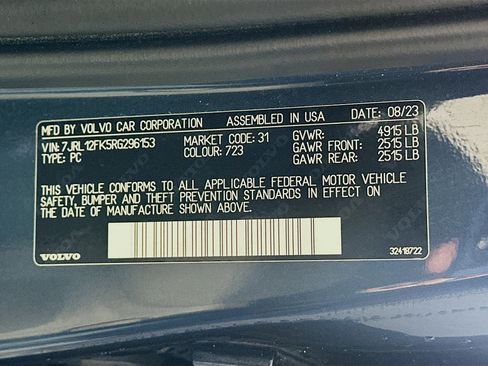 MFD BY VOLVO CAR CORPORATION ASSEMBLED IN USA DATE: 08/23
VIN: 7JRL12FK5RG296153 MARKET CODE: 31 GVWR: 4915 LB
TYPE: PC COLOUR: 723 GAWR FRONT: 2515 LB
GAWR REAR: 2515 LB
THIS VEHICLE CONFORMS TO ALL APPLICABLE FEDERAL MOTOR VEHICLE
SAFETY, BUMPER AND THEFT PREVENTION STANDARDS IN EFFECT ON
THE DATE OF MANUFACTURE SHOWN ABOVE.
VOLVO 32418722